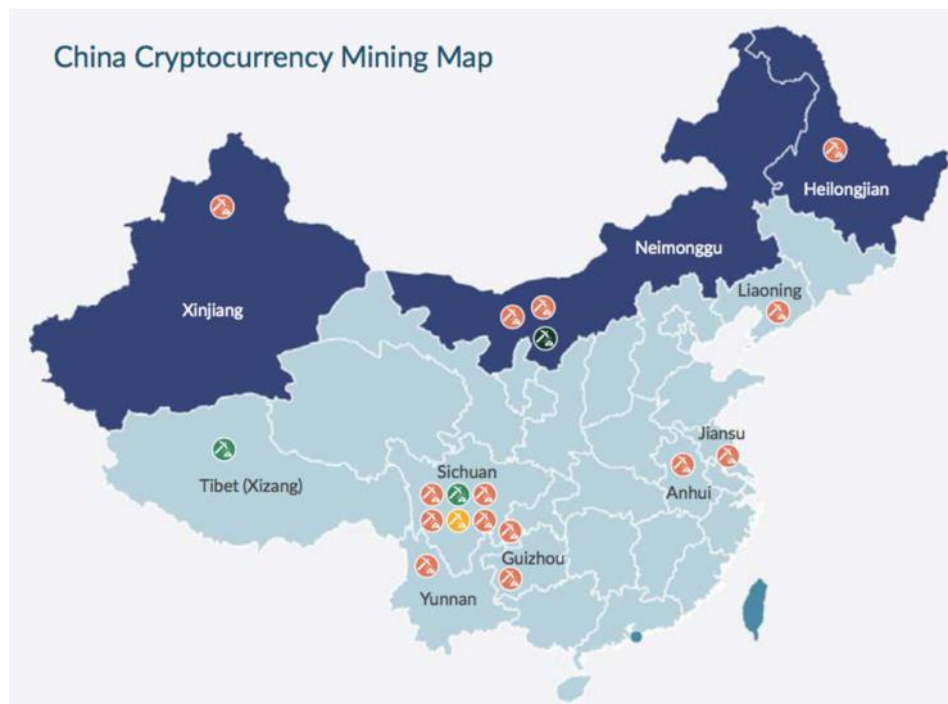 China Cryptocurrency Mining Map
Heilongjian
Neimonggu
Liaoning
Xinjiang
Jiansu
Sichuan
Tibet (Xizang)
Anhui
Guizhou
Yunnan